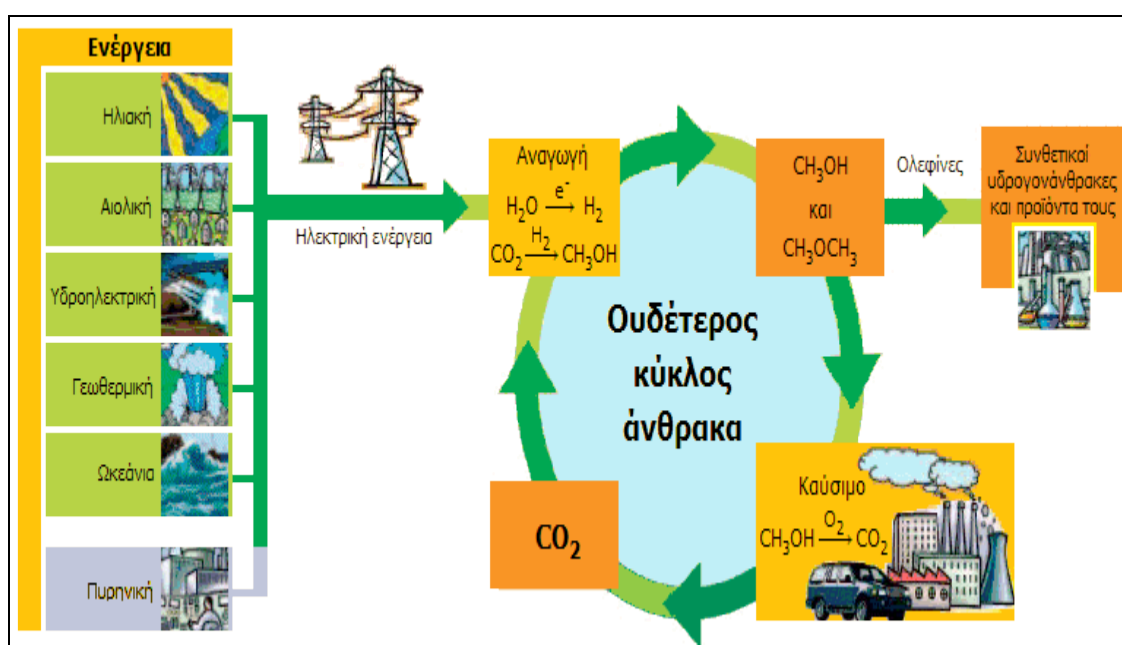 Ενέργεια
Ηλιακή
Αιολική
Υδροηλεκτρική
Γεωθερμική
Ωκεάνια
Πυρηνική
Ηλεκτρική ενέργεια
Αναγωγή
H₂O e⁻→ H₂
CO₂ H₂→ CH₃OH
CH₃OH
και
CH₃OCH₃
Ολεφίνες
Συνθετικοί
υδρογονάνθρακες
και προϊόντα τους
Ουδέτερος
κύκλος
άνθρακα
Καύσιμο
CH₃OH O₂→ CO₂
CO₂